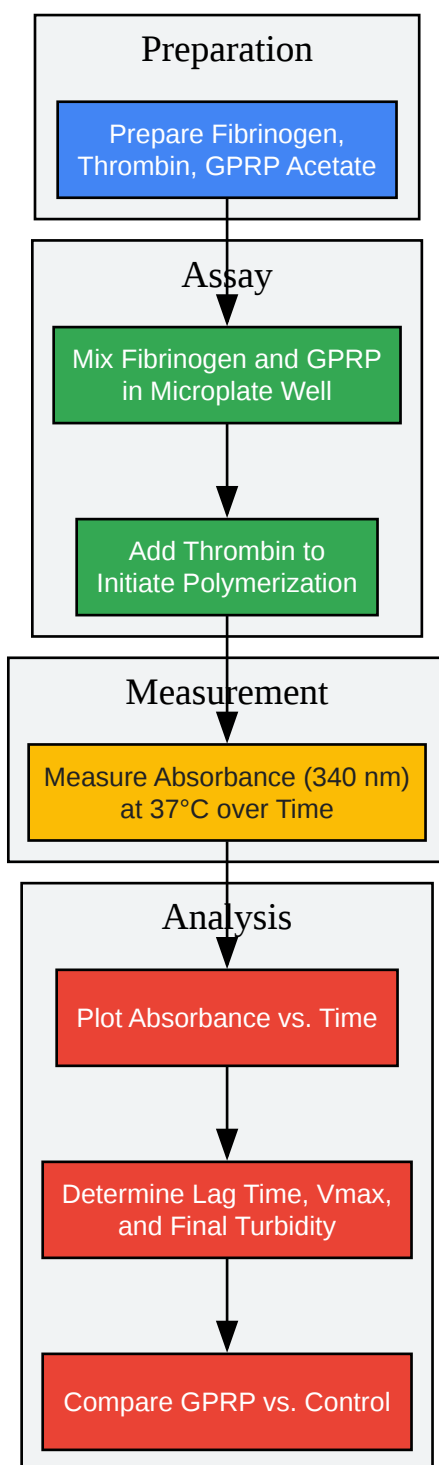 Preparation
Prepare Fibrinogen,
Thrombin, GPRP Acetate
Assay
Mix Fibrinogen and GPRP
in Microplate Well
Add Thrombin to
Initiate Polymerization
Measurement
Measure Absorbance (340 nm)
at 37°C over Time
Analysis
Plot Absorbance vs. Time
Determine Lag Time, Vmax,
and Final Turbidity
Compare GPRP vs. Control